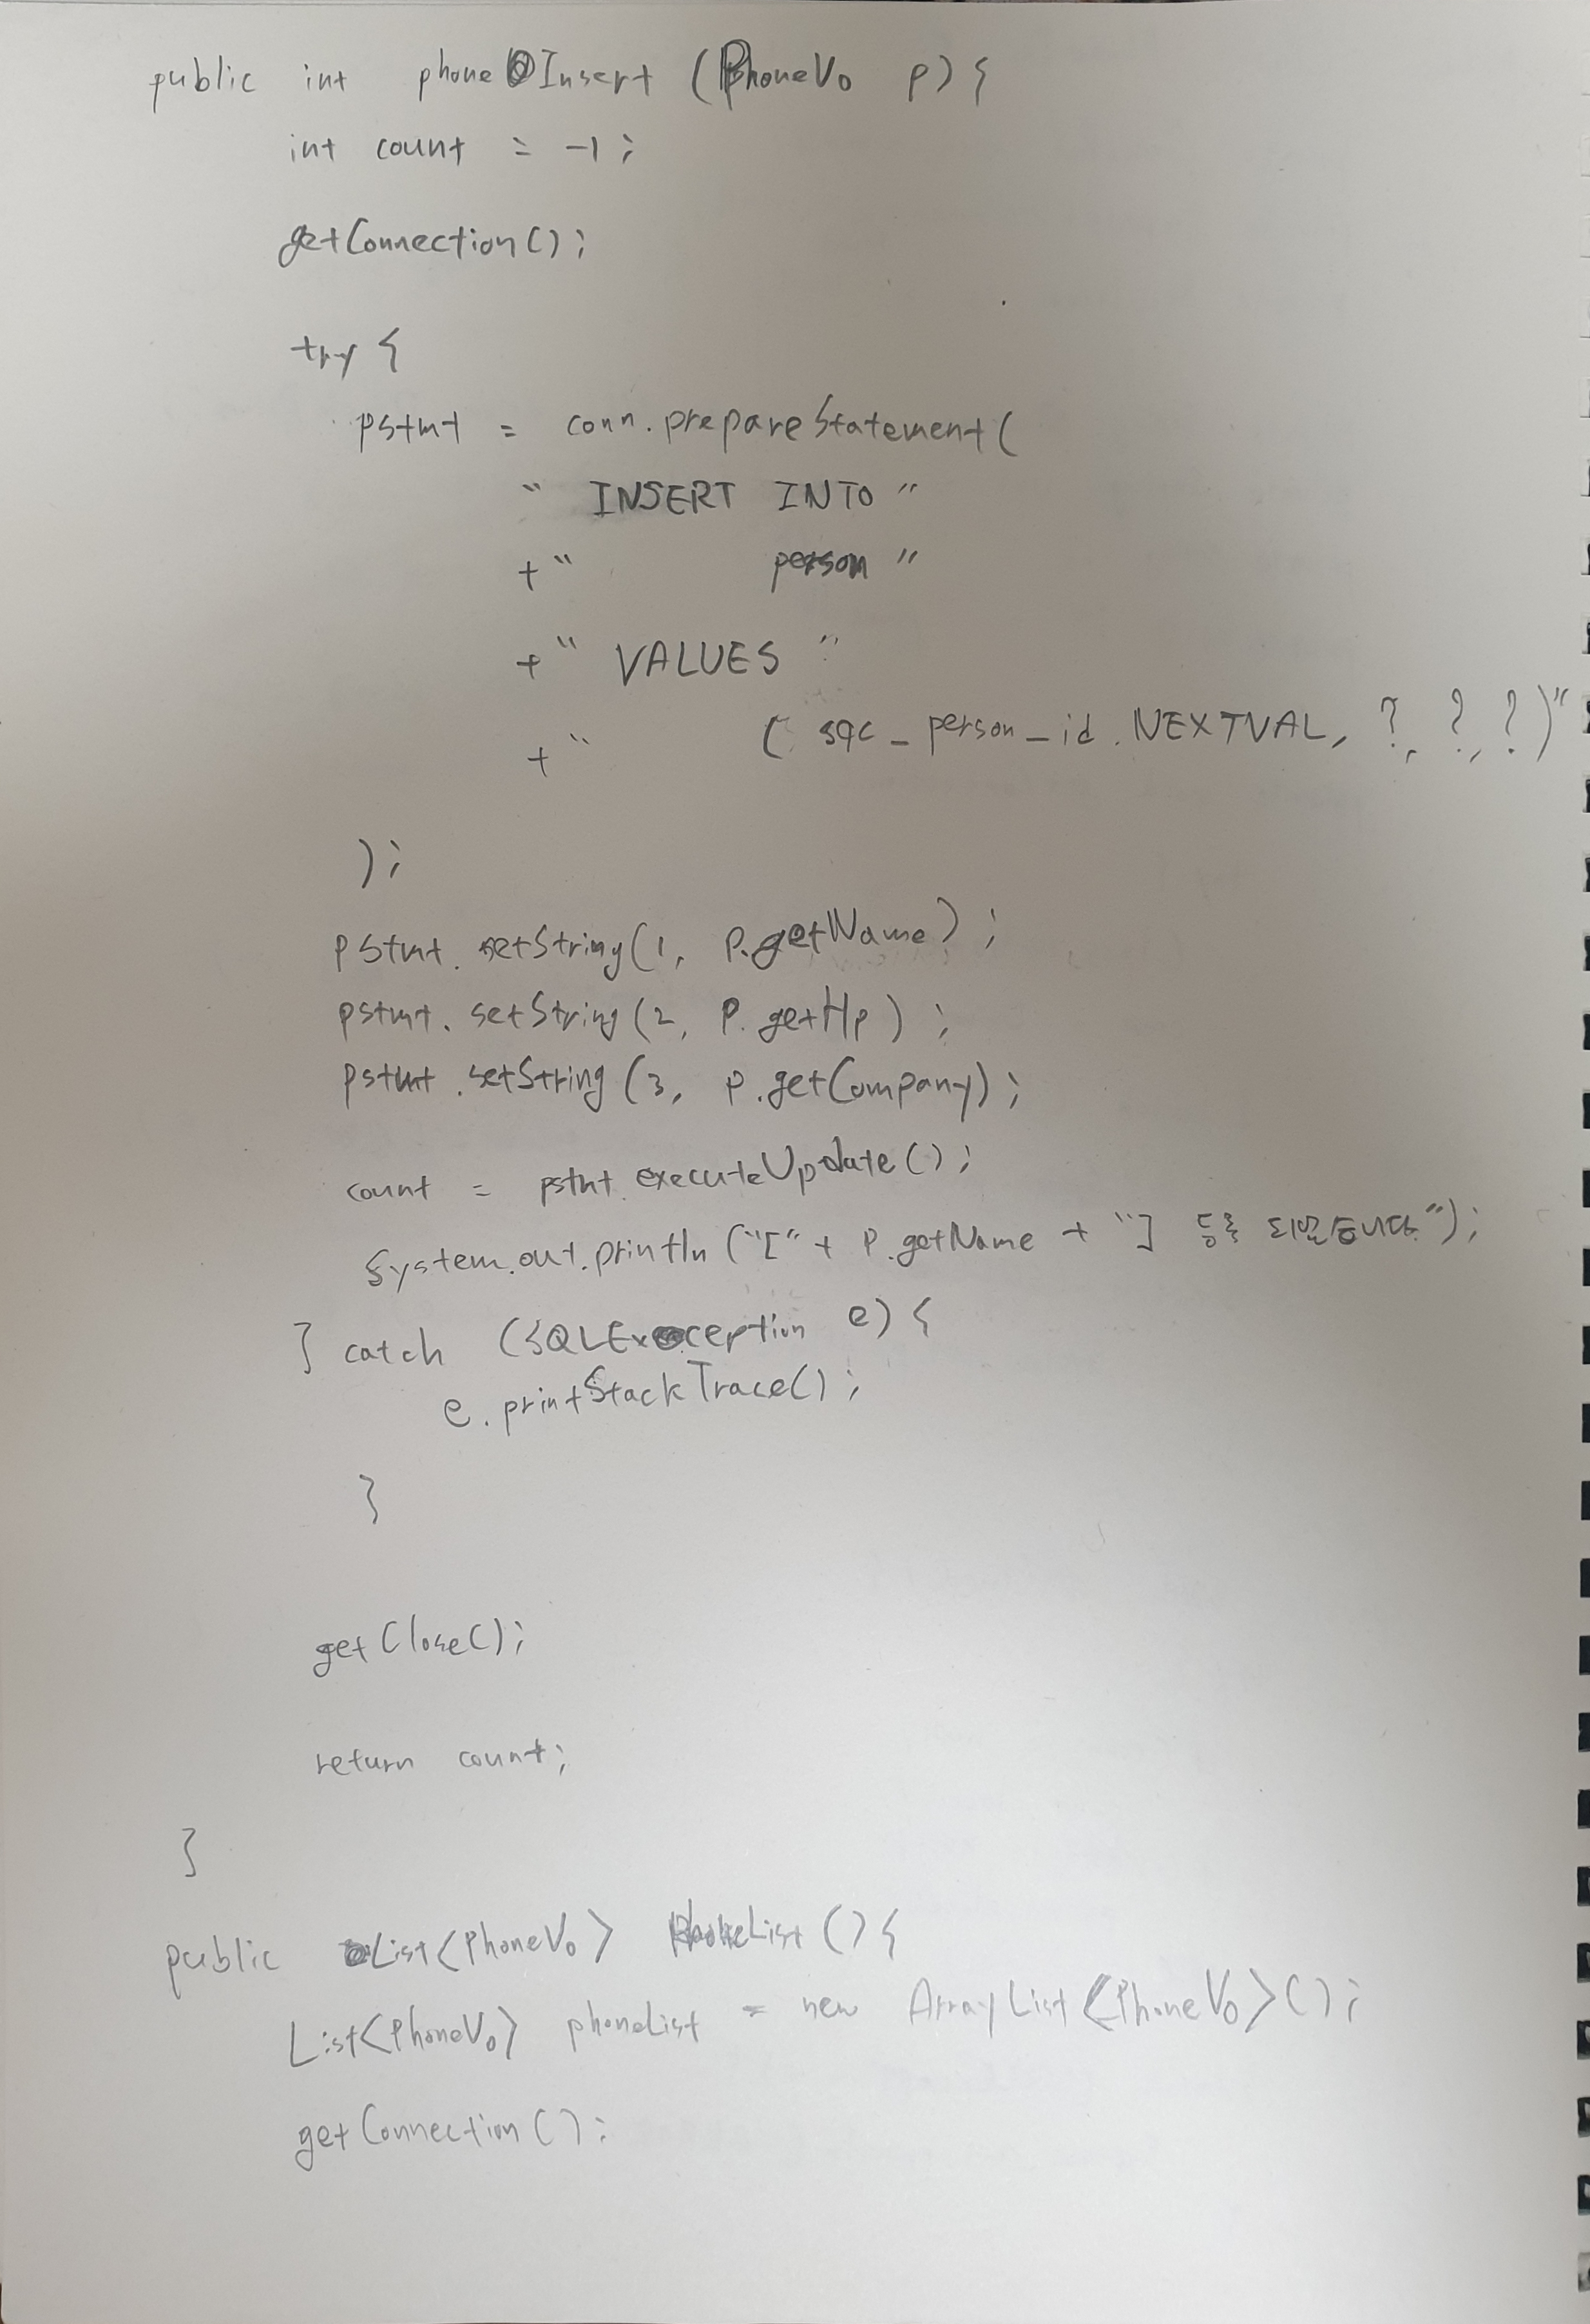 public int phoneInsert (PhoneVo p) {
int count = -1;
getConnection();
try {
pstmt = conn.prepareStatement(
" INSERT INTO "
+ " person "
+ " VALUES "
+ " ( sqc_person_id.NEXTVAL, ?, ?, ?)"
);
pstmt.setString(1, p.getName);
pstmt.setString(2, p.getHp);
pstmt.setString(3, p.getCompany);
count = pstmt.executeUpdate();
System.out.println("[" + p.getName + "] 등록 되었습니다.");
} catch (SQLException e) {
e.printStackTrace();
}
getClose();
return count;
}
public List<PhoneVo> PhoneList () {
List<PhoneVo> phoneList = new ArrayList<PhoneVo>();
getConnection();